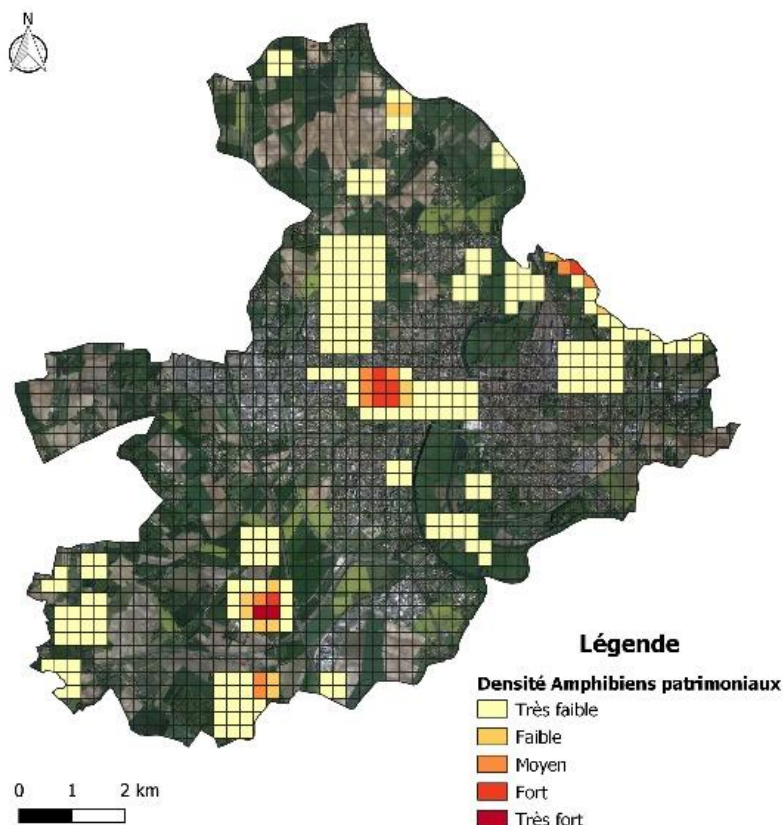 N
Légende
Densité Amphibiens patrimoniaux
Très faible
Faible
Moyen
Fort
Très fort
0 1 2 km